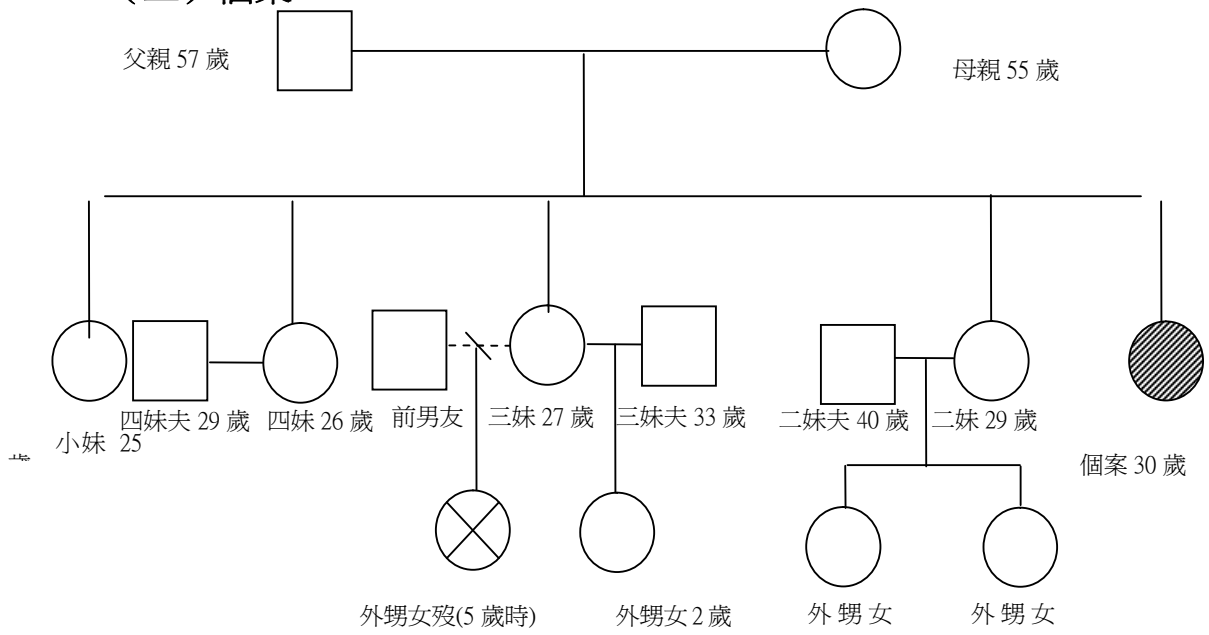 父親 57 歲
母親 55 歲
四妹夫 29 歲
四妹 26 歲
前男友
三妹 27 歲
三妹夫 33 歲
二妹夫 40 歲
二妹 29 歲
小妹 25
個案 30 歲
外甥女歿(5 歲時)
外甥女 2 歲
外 甥 女
外 甥 女